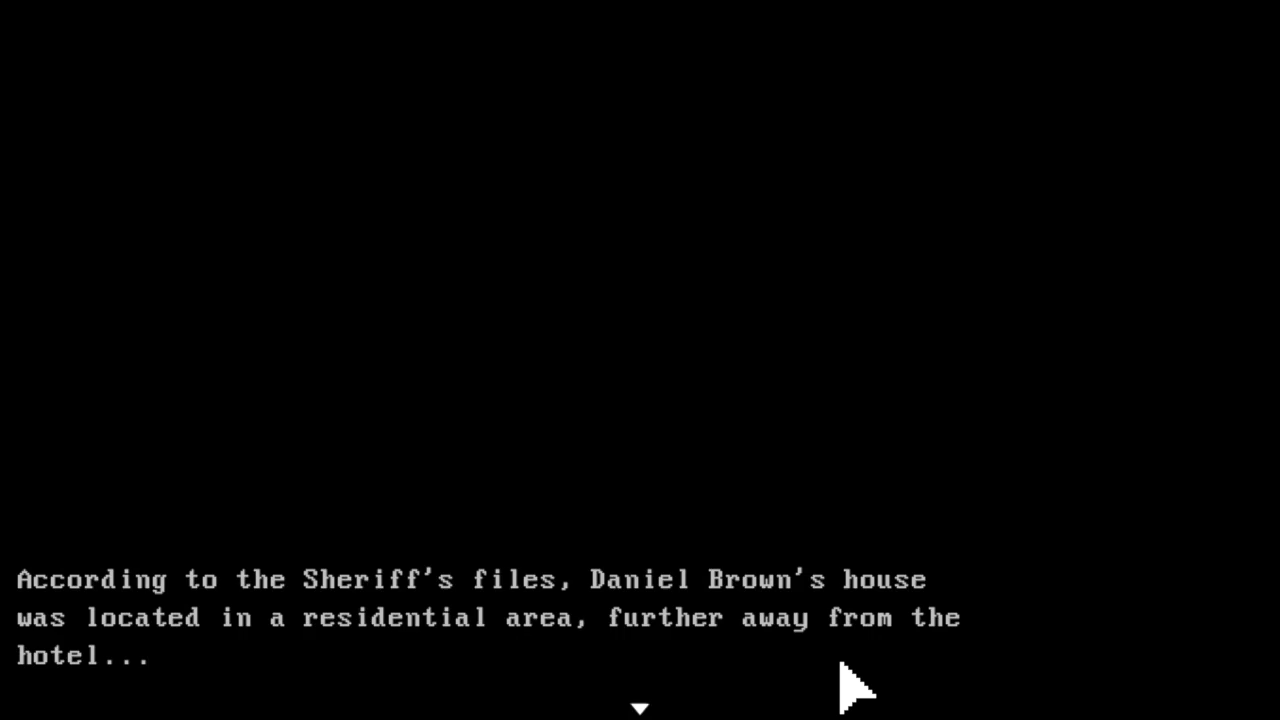 According to the Sheriff's files, Daniel Brown's house
was located in a residential area, further away from the
hotel...